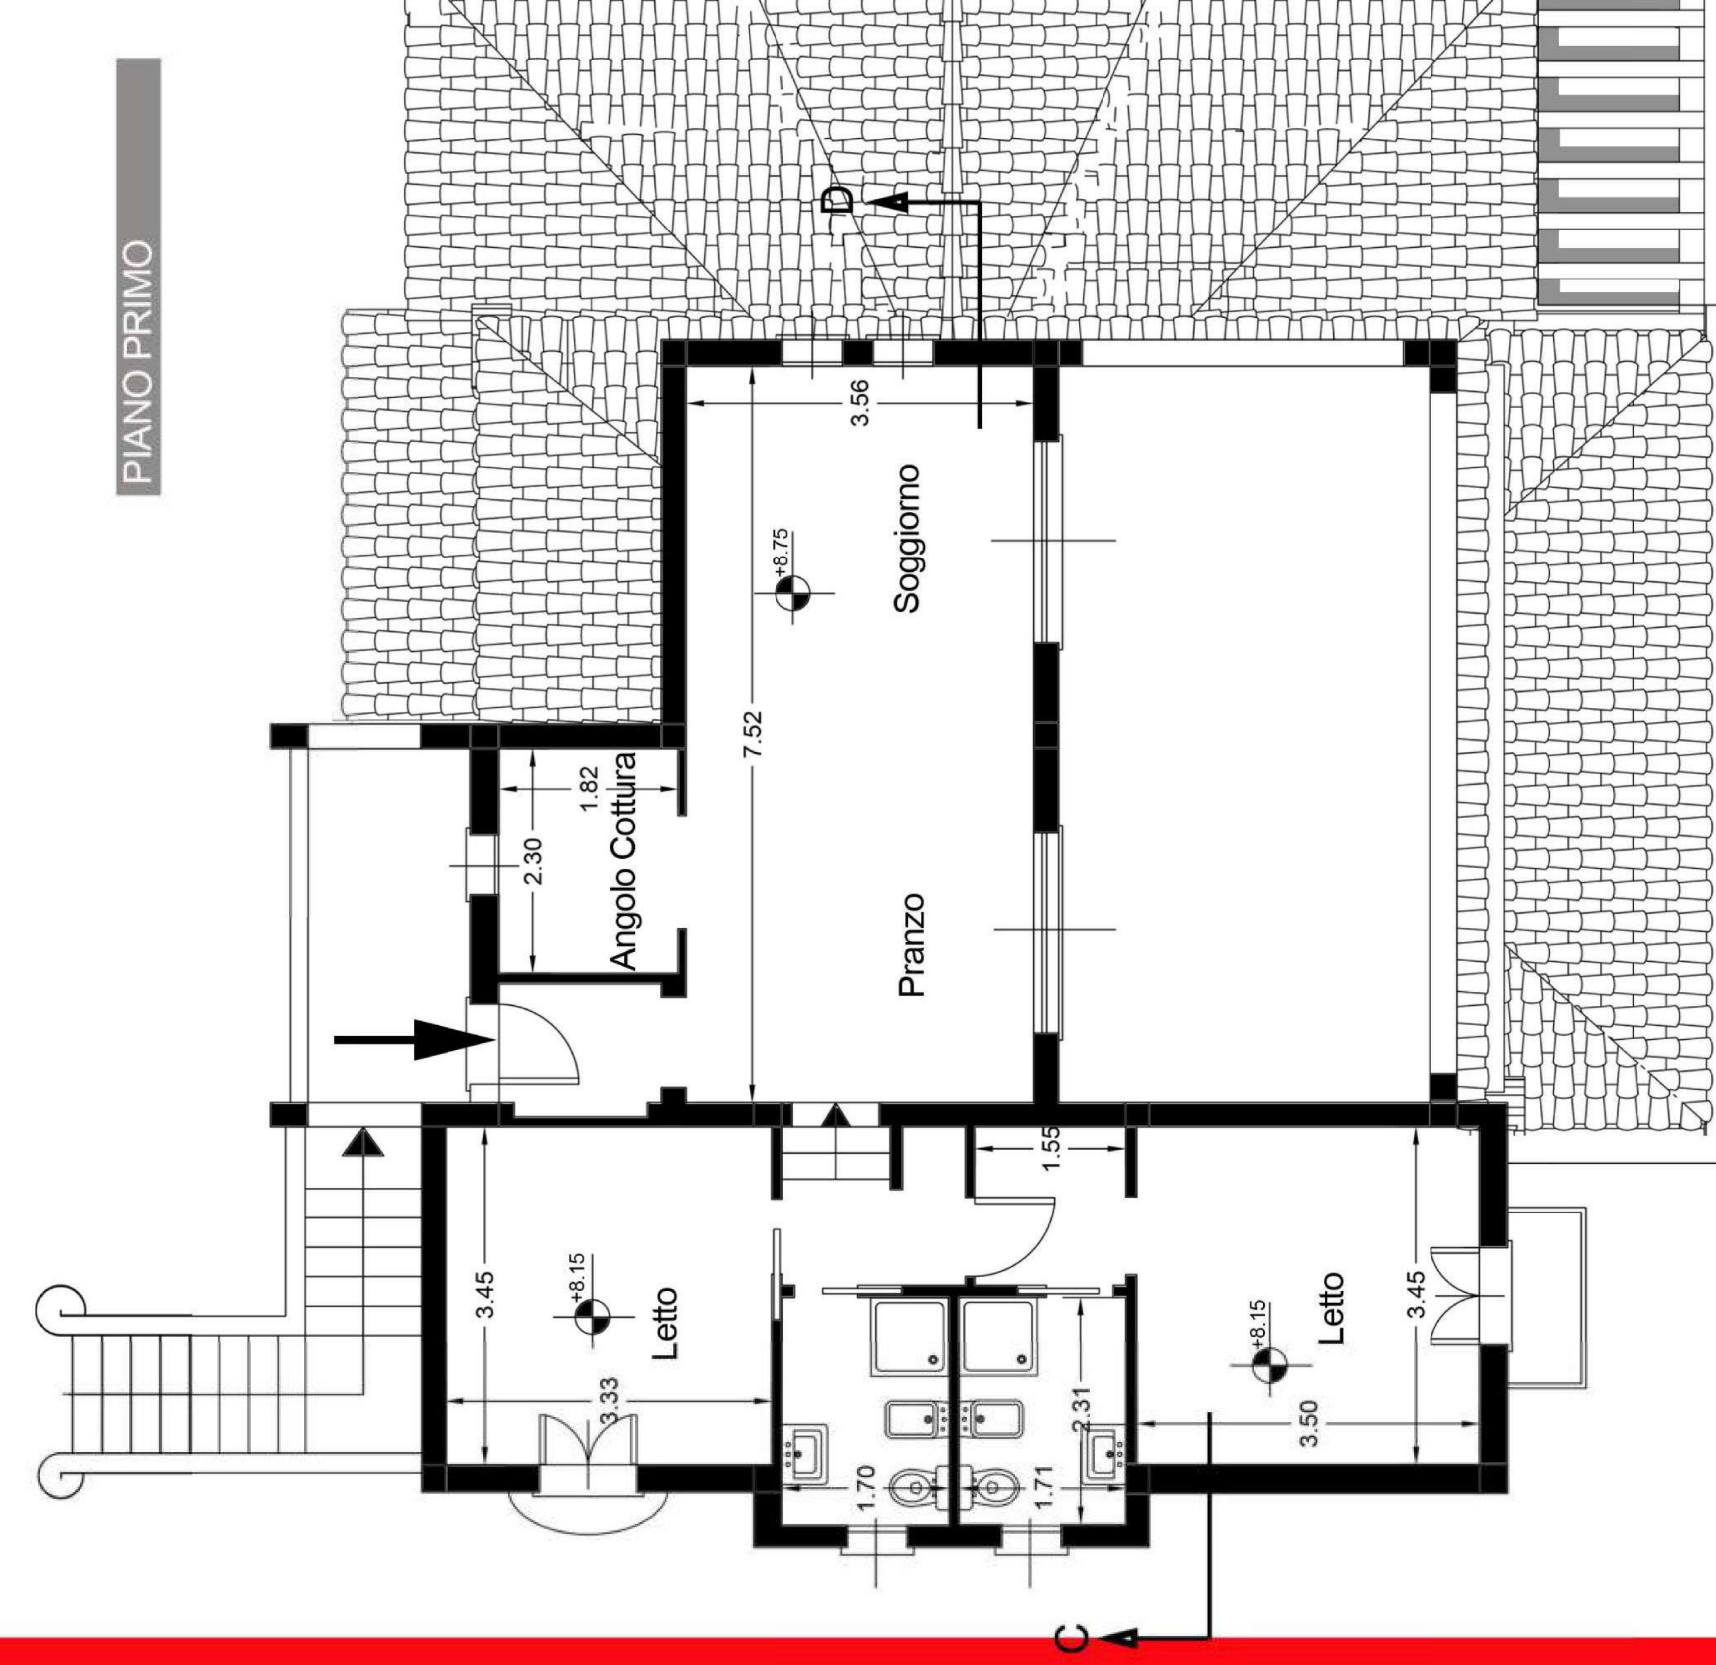 PIANO PRIMO
D
3.56
+8.75
Soggiorno
7.52
1.82
2.30
Angolo Cottura
Pranzo
1.55
3.45
+8.15
Letto
3.33
3.45
+8.15
Letto
3.50
2.31
1.70
1.71
C